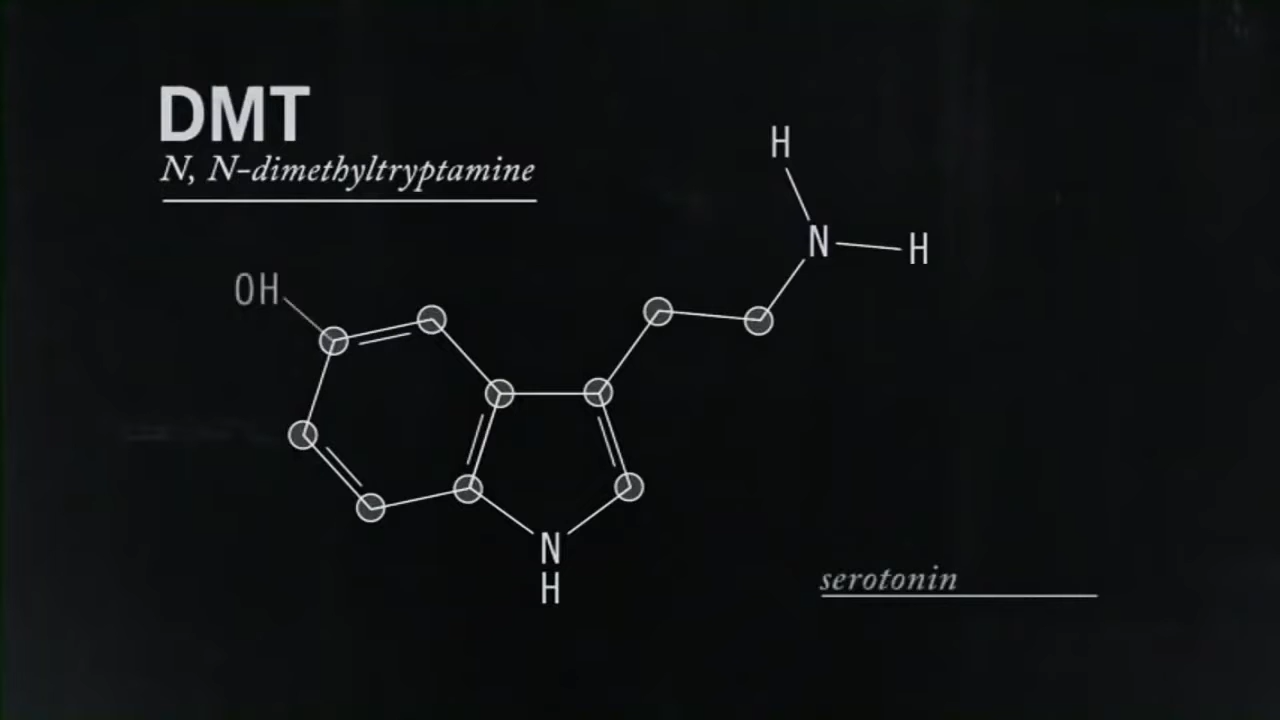 DMT
N, N-dimethyltryptamine
H
N H
OH
N
H
serotonin